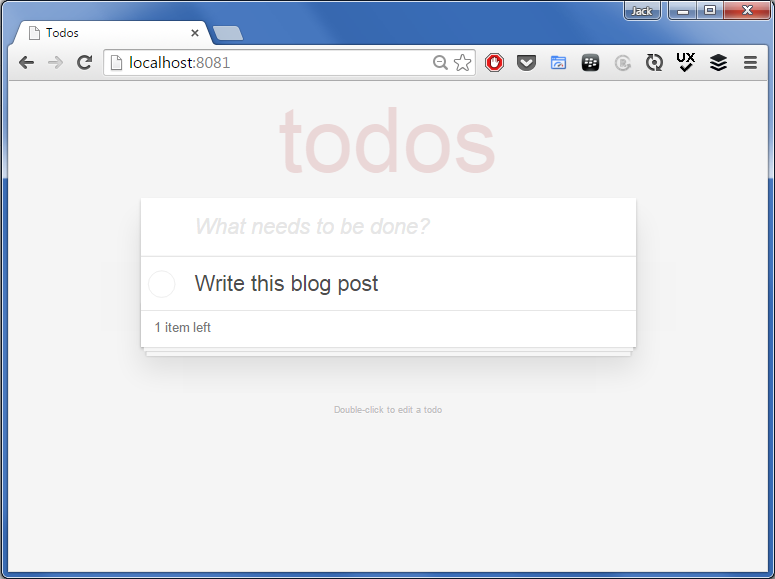 Jack
Todos
localhost:8081
UX
todos
What needs to be done?
Write this blog post
1 item left
Double-click to edit a todo